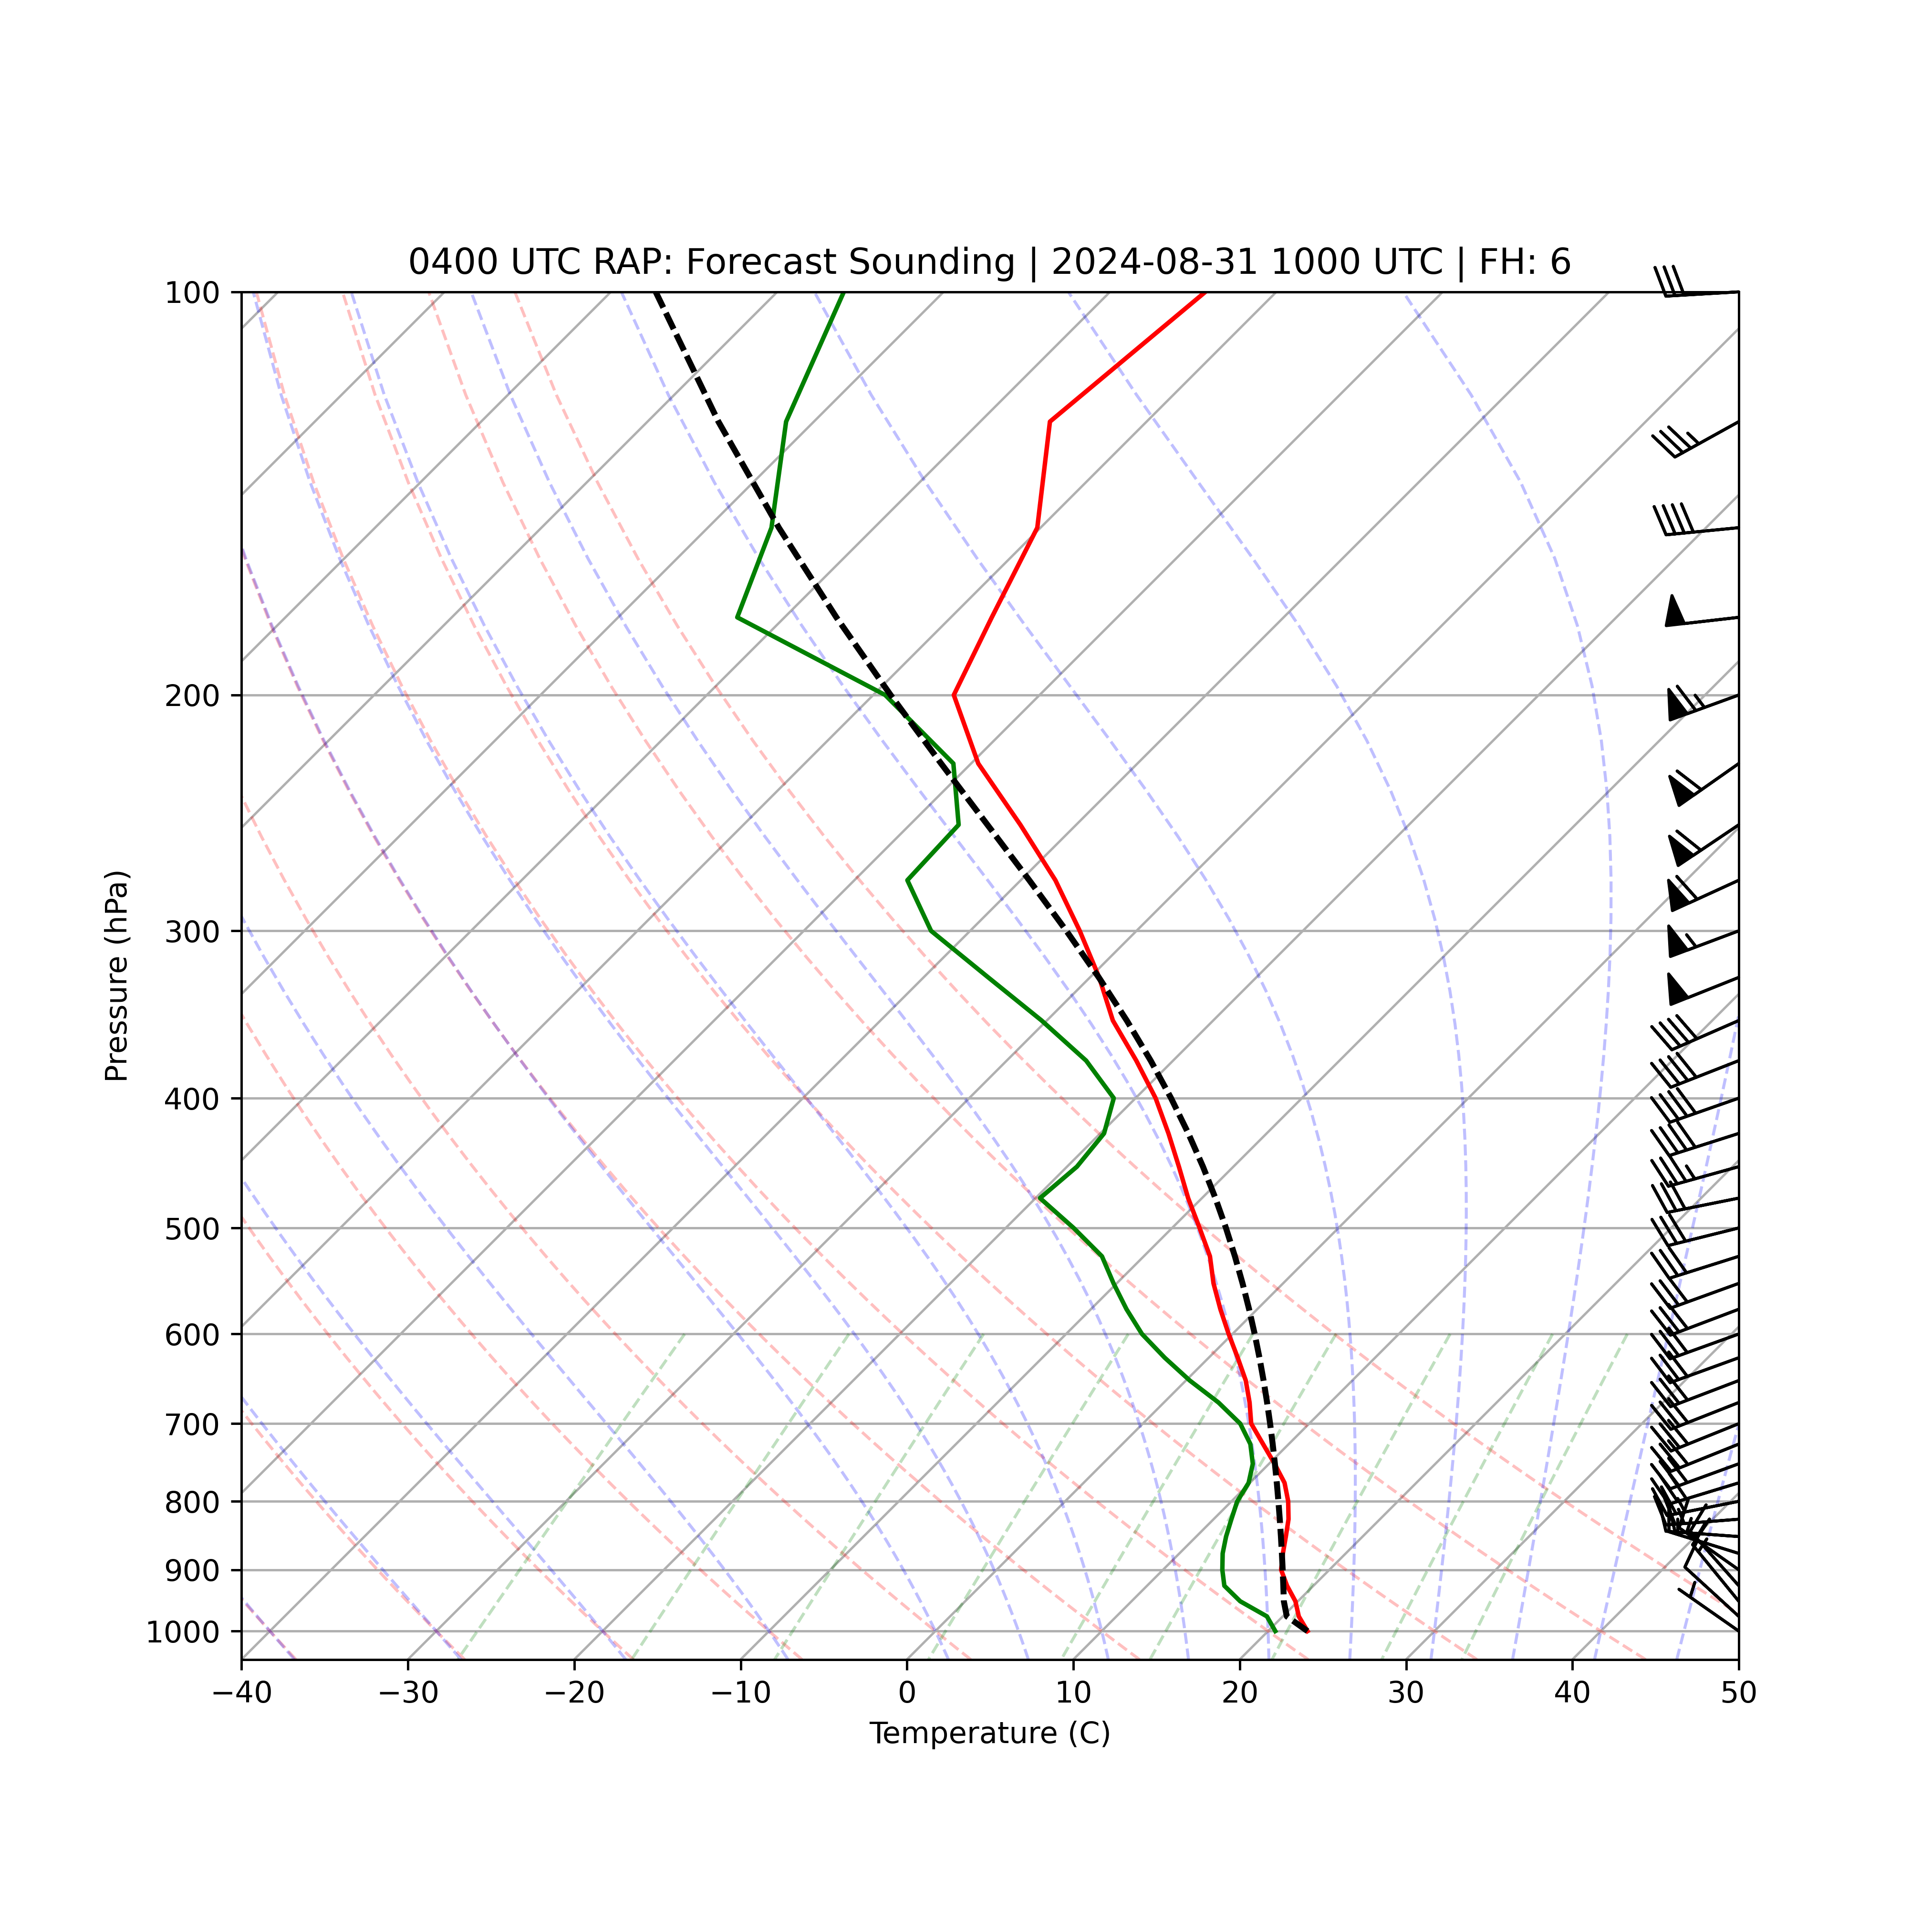 0400 UTC RAP: Forecast Sounding | 2024-08-31 1000 UTC | FH: 6
100
200
300
400
500
600
700
800
900
1000
Pressure (hPa)
−40 −30 −20 −10 0 10 20 30 40 50
Temperature (C)